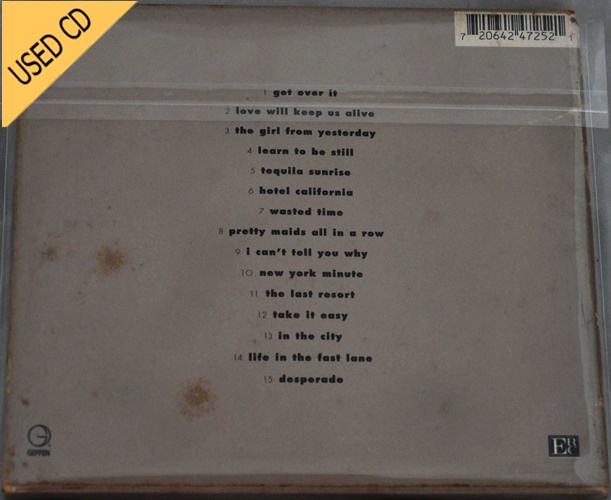 USED CD
7 20642 47252 1
1 get over it
2 love will keep us alive
3 the girl from yesterday
4 learn to be still
5 tequila sunrise
6 hotel california
7 wasted time
8 pretty maids all in a row
9 i can't tell you why
10 new york minute
11 the last resort
12 take it easy
13 in the city
14 life in the fast lane
15 desperado
GEFFEN
ERC